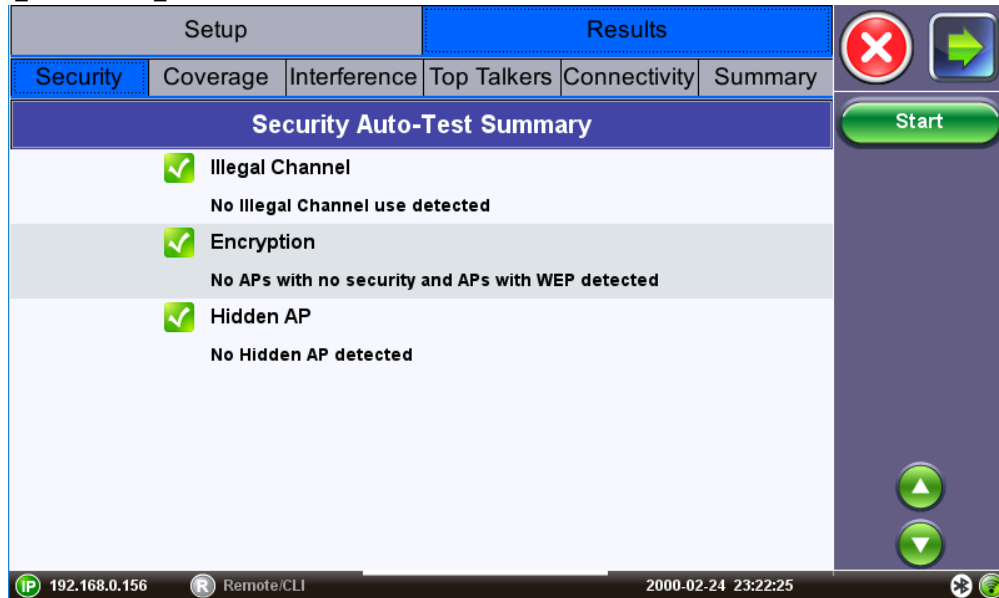 Setup Results
Security Coverage Interference Top Talkers Connectivity Summary
Security Auto-Test Summary
Start
Illegal Channel
No Illegal Channel use detected
Encryption
No APs with no security and APs with WEP detected
Hidden AP
No Hidden AP detected
IP 192.168.0.156 R Remote/CLI 2000-02-24 23:22:25